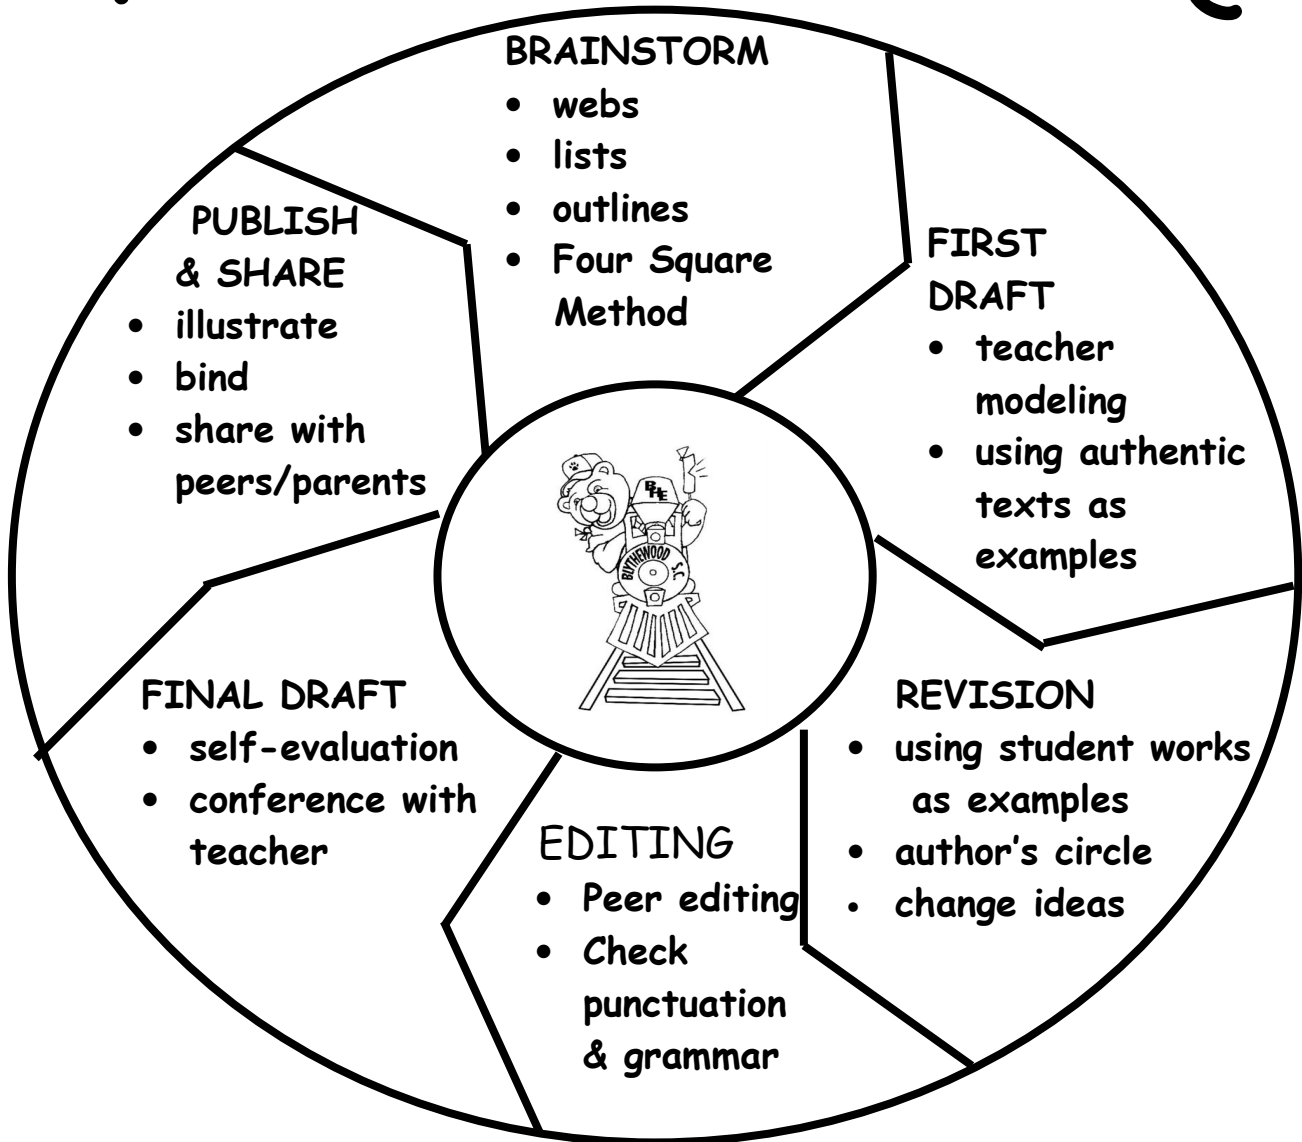 BRAINSTORM
• webs
• lists
• outlines
• Four Square
Method
FIRST
DRAFT
• teacher
modeling
• using authentic
texts as
examples
REVISION
• using student works
as examples
• author's circle
• change ideas
EDITING
• Peer editing
• Check
punctuation
& grammar
FINAL DRAFT
• self-evaluation
• conference with
teacher
PUBLISH
& SHARE
• illustrate
• bind
• share with
peers/parents
BHE
BLYTHEWOOD S.C.